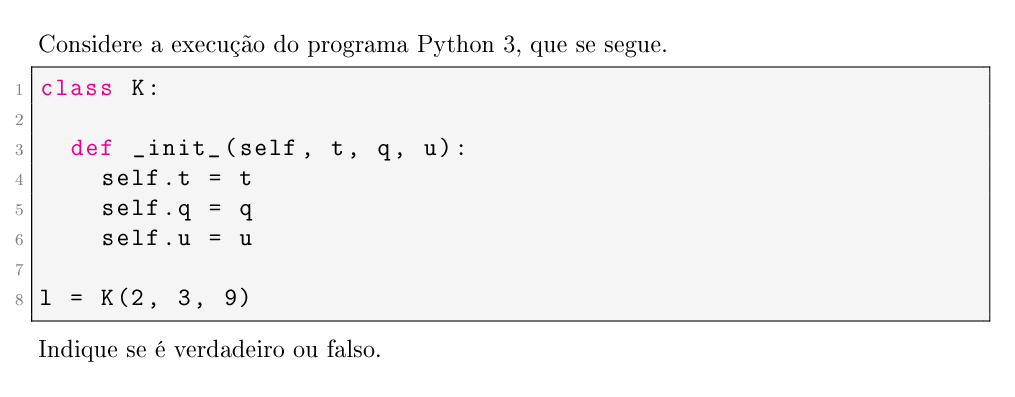 Considere a execução do programa Python 3, que se segue.
1 class K:
2
3   def _init_(self, t, q, u):
4     self.t = t
5     self.q = q
6     self.u = u
7
8 l = K(2, 3, 9)
Indique se é verdadeiro ou falso.